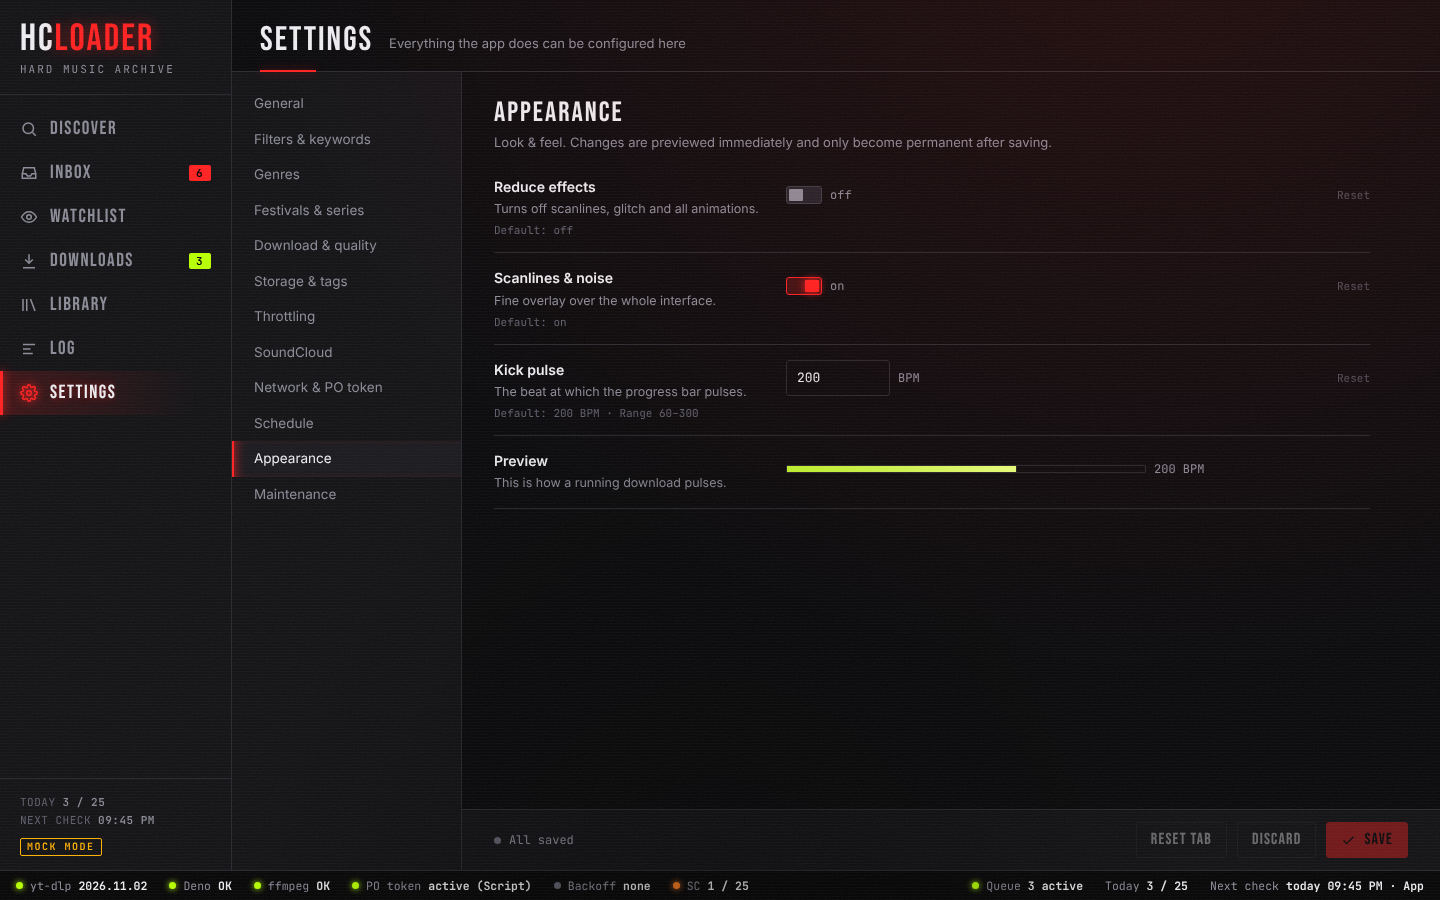 HCLOADER
HARD MUSIC ARCHIVE
DISCOVER
INBOX 6
WATCHLIST
DOWNLOADS 3
LIBRARY
LOG
SETTINGS
TODAY 3 / 25
NEXT CHECK 09:45 PM
MOCK MODE
SETTINGS Everything the app does can be configured here
General
Filters & keywords
Genres
Festivals & series
Download & quality
Storage & tags
Throttling
SoundCloud
Network & PO token
Schedule
Appearance
Maintenance
APPEARANCE
Look & feel. Changes are previewed immediately and only become permanent after saving.
Reduce effects
Turns off scanlines, glitch and all animations.
Default: off
off
Reset
Scanlines & noise
Fine overlay over the whole interface.
Default: on
on
Reset
Kick pulse
The beat at which the progress bar pulses.
Default: 200 BPM · Range 60–300
200 BPM
Reset
Preview
This is how a running download pulses.
200 BPM
All saved
RESET TAB DISCARD SAVE
yt-dlp 2026.11.02 Deno OK ffmpeg OK PO token active (Script) Backoff none SC 1 / 25 Queue 3 active Today 3 / 25 Next check today 09:45 PM · App